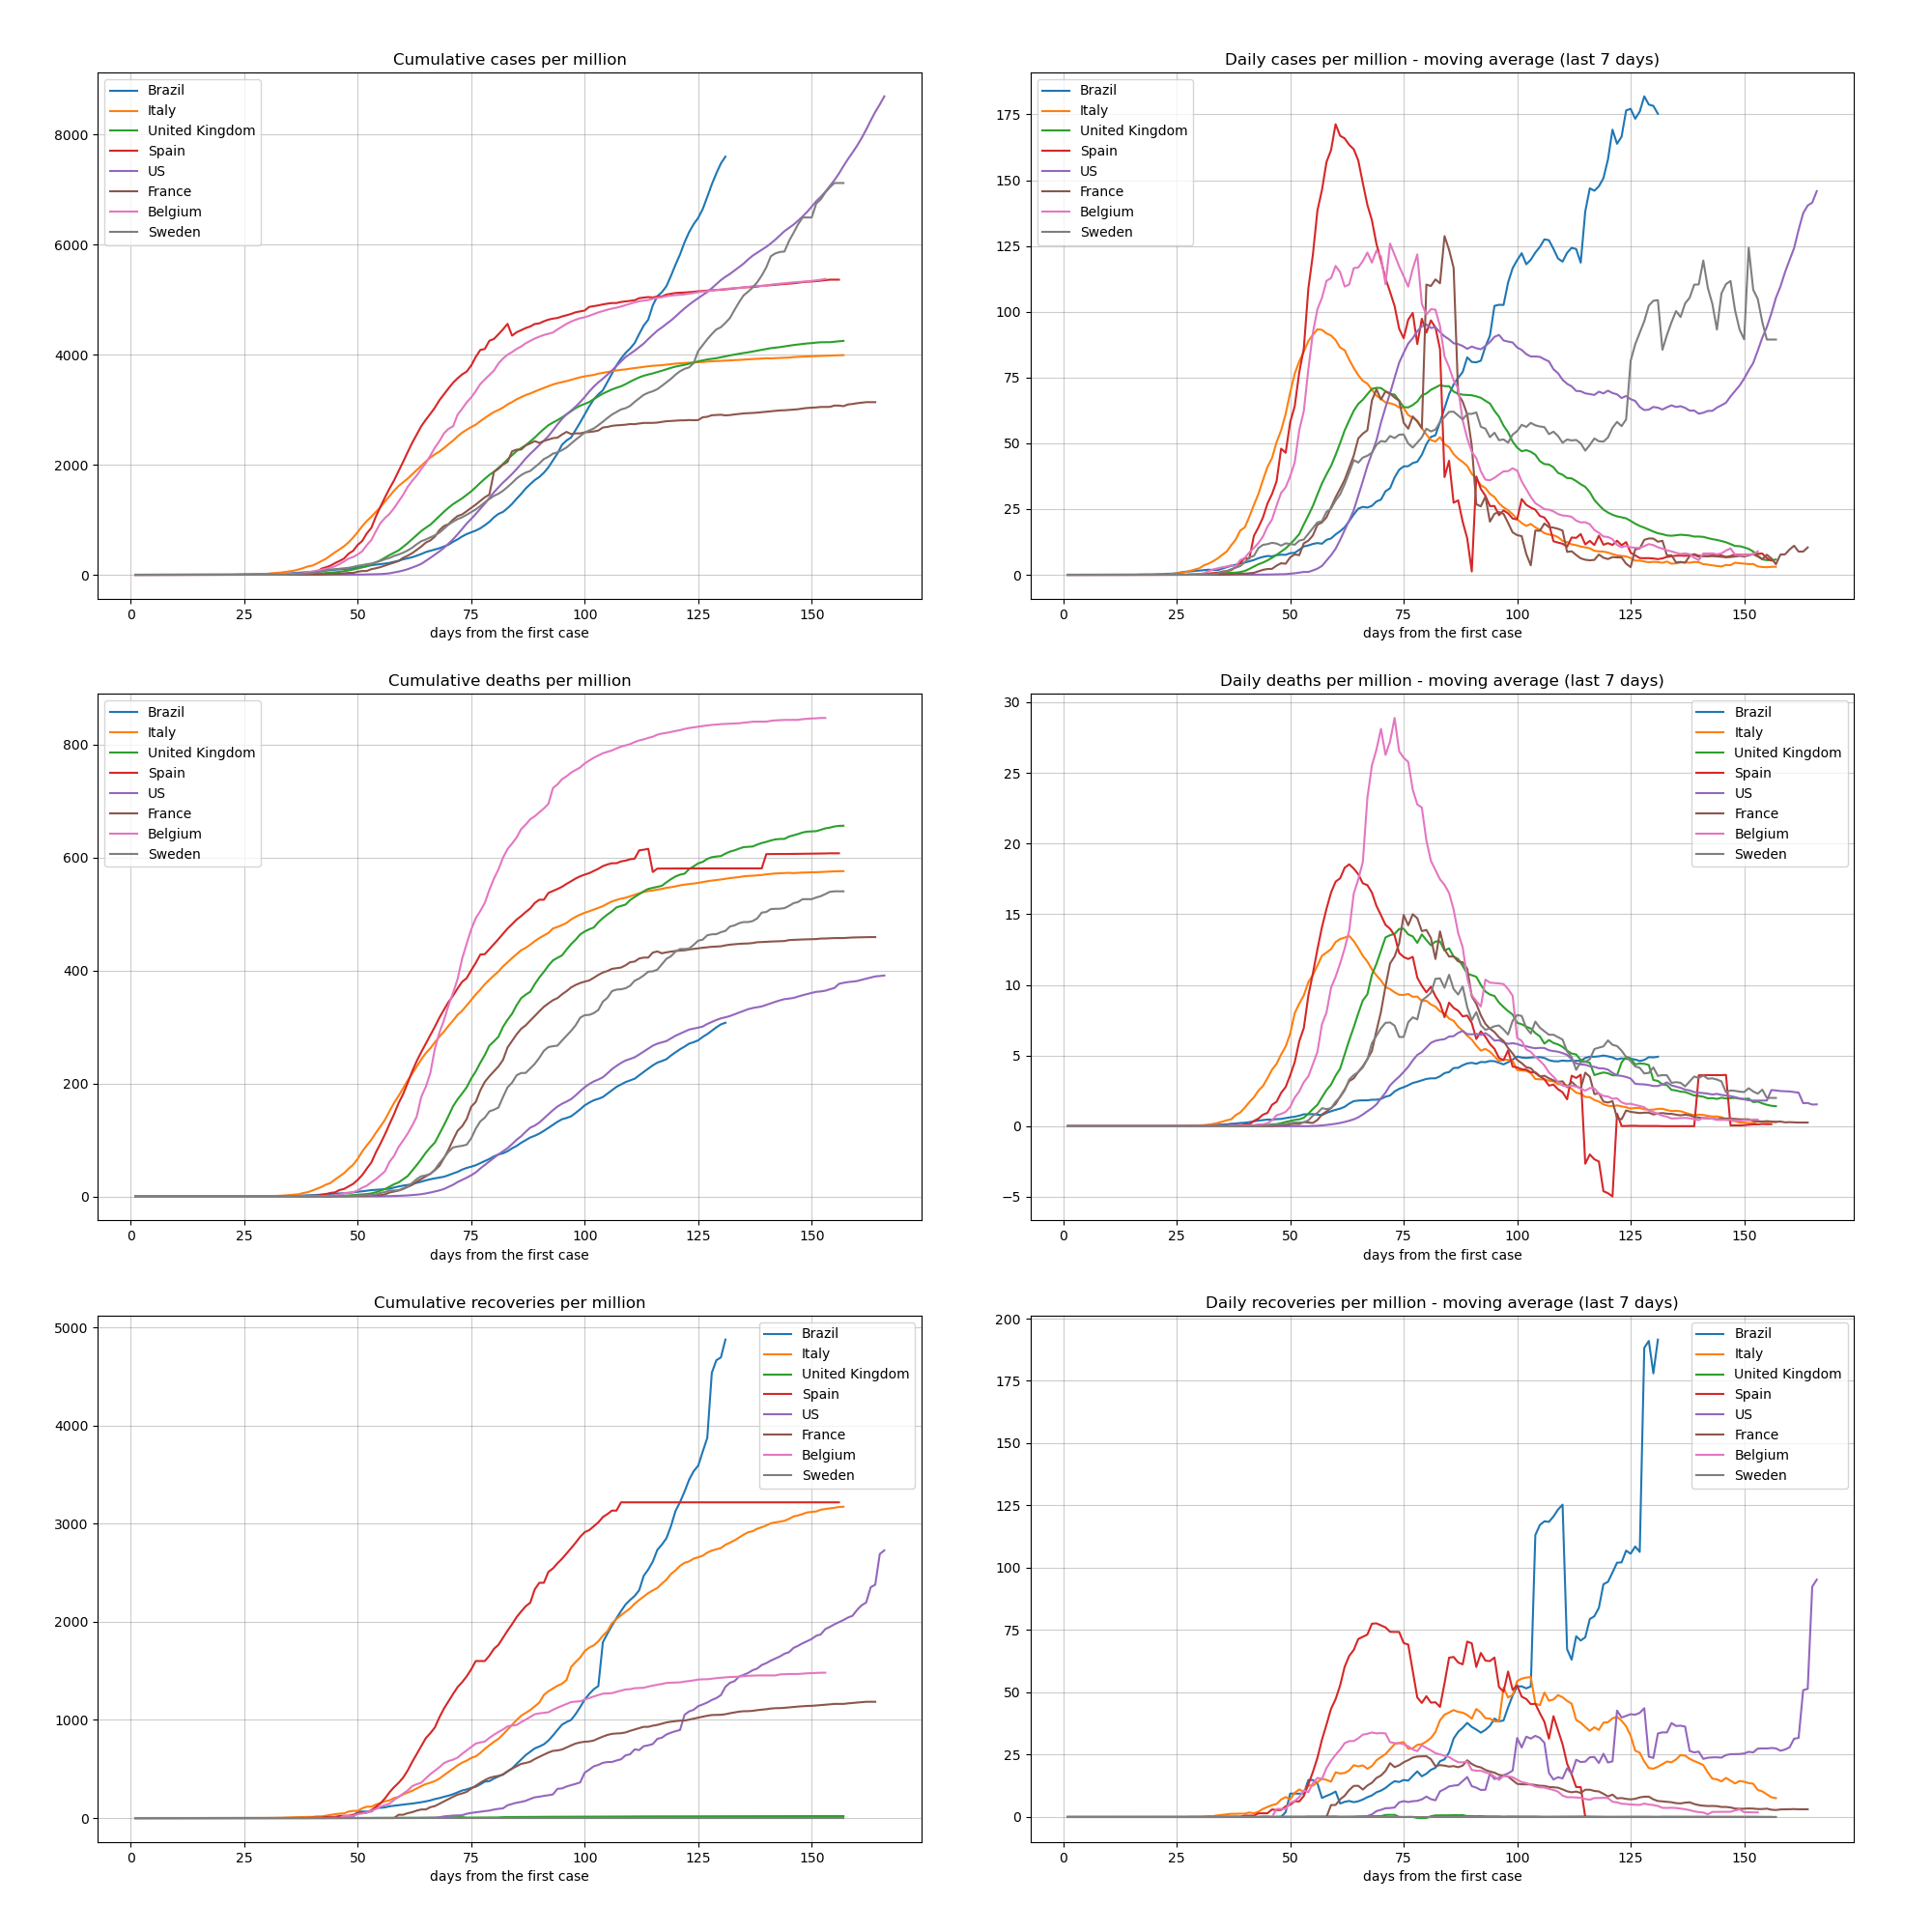 Cumulative cases per million
8000
6000
4000
2000
0
Brazil
Italy
United Kingdom
Spain
US
France
Belgium
Sweden
0 25 50 75 100 125 150
days from the first case
Daily cases per million - moving average (last 7 days)
175
150
125
100
75
50
25
0
Brazil
Italy
United Kingdom
Spain
US
France
Belgium
Sweden
0 25 50 75 100 125 150
days from the first case
Cumulative deaths per million
800
600
400
200
0
Brazil
Italy
United Kingdom
Spain
US
France
Belgium
Sweden
0 25 50 75 100 125 150
days from the first case
Daily deaths per million - moving average (last 7 days)
30
25
20
15
10
5
0
−5
Brazil
Italy
United Kingdom
Spain
US
France
Belgium
Sweden
0 25 50 75 100 125 150
days from the first case
Cumulative recoveries per million
5000
4000
3000
2000
1000
0
Brazil
Italy
United Kingdom
Spain
US
France
Belgium
Sweden
0 25 50 75 100 125 150
days from the first case
Daily recoveries per million - moving average (last 7 days)
200
175
150
125
100
75
50
25
0
Brazil
Italy
United Kingdom
Spain
US
France
Belgium
Sweden
0 25 50 75 100 125 150
days from the first case